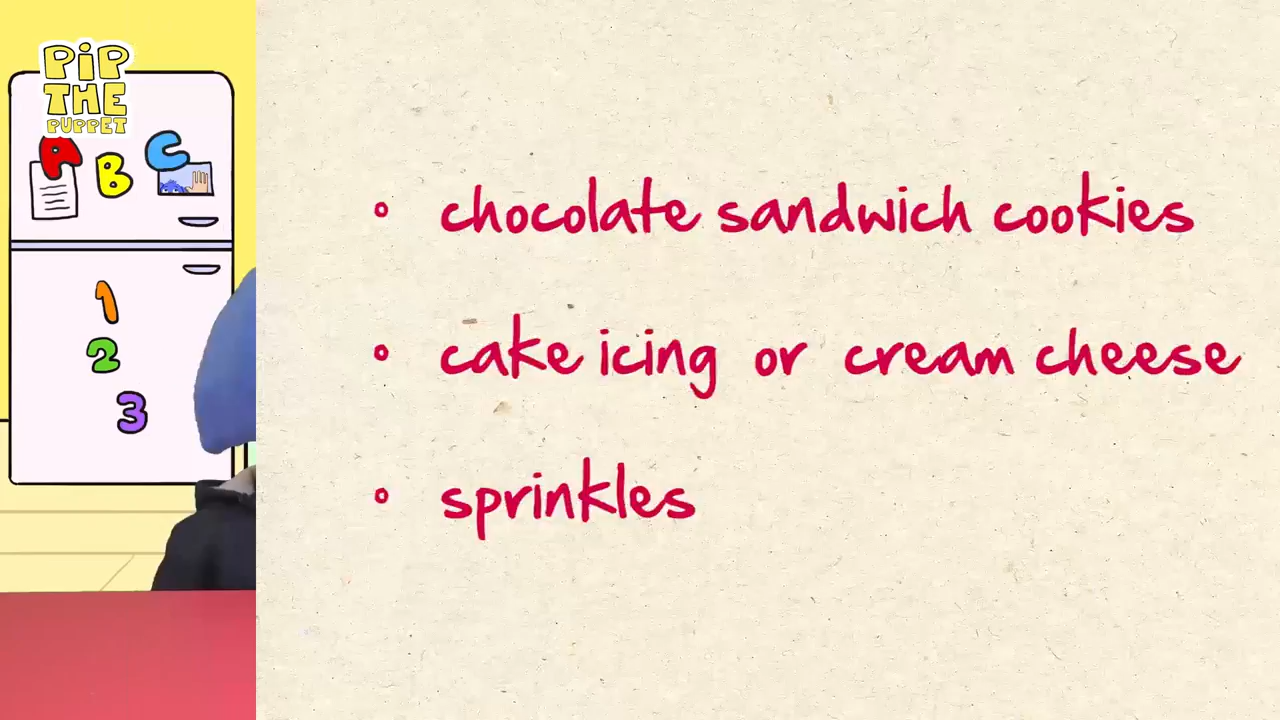 PiP
THE
PUPPET
A B C
1
2
3
chocolate sandwich cookies
cake icing or cream cheese
sprinkles